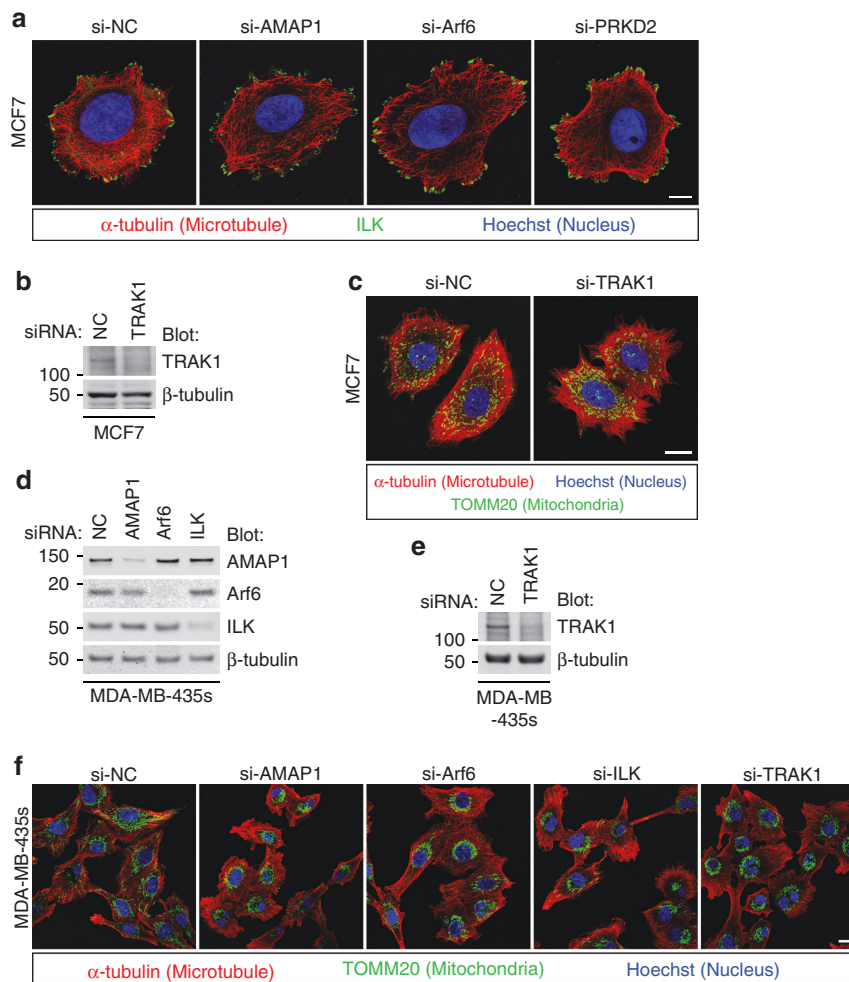 a
si-NC si-AMAP1 si-Arf6 si-PRKD2
MCF7
α-tubulin (Microtubule) ILK Hoechst (Nucleus)
b
siRNA: NC TRAK1 Blot:
TRAK1
100
50 β-tubulin
MCF7
c
si-NC si-TRAK1
MCF7
α-tubulin (Microtubule) Hoechst (Nucleus)
TOMM20 (Mitochondria)
d
siRNA: NC AMAP1 Arf6 ILK Blot:
150 AMAP1
20
Arf6
50 ILK
50 β-tubulin
MDA-MB-435s
e
siRNA: NC TRAK1 Blot:
TRAK1
100
50 β-tubulin
MDA-MB
-435s
f
si-NC si-AMAP1 si-Arf6 si-ILK si-TRAK1
MDA-MB-435s
α-tubulin (Microtubule) TOMM20 (Mitochondria) Hoechst (Nucleus)